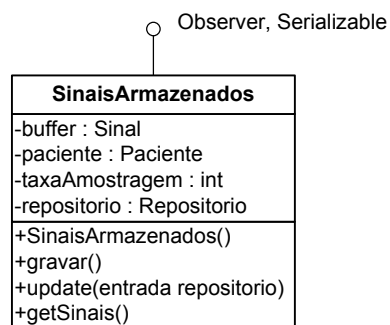 Observer, Serializable
SinaisArmazenados
-buffer : Sinal
-paciente : Paciente
-taxaAmostragem : int
-repositorio : Repositorio
+SinaisArmazenados()
+gravar()
+update(entrada repositorio)
+getSinais()